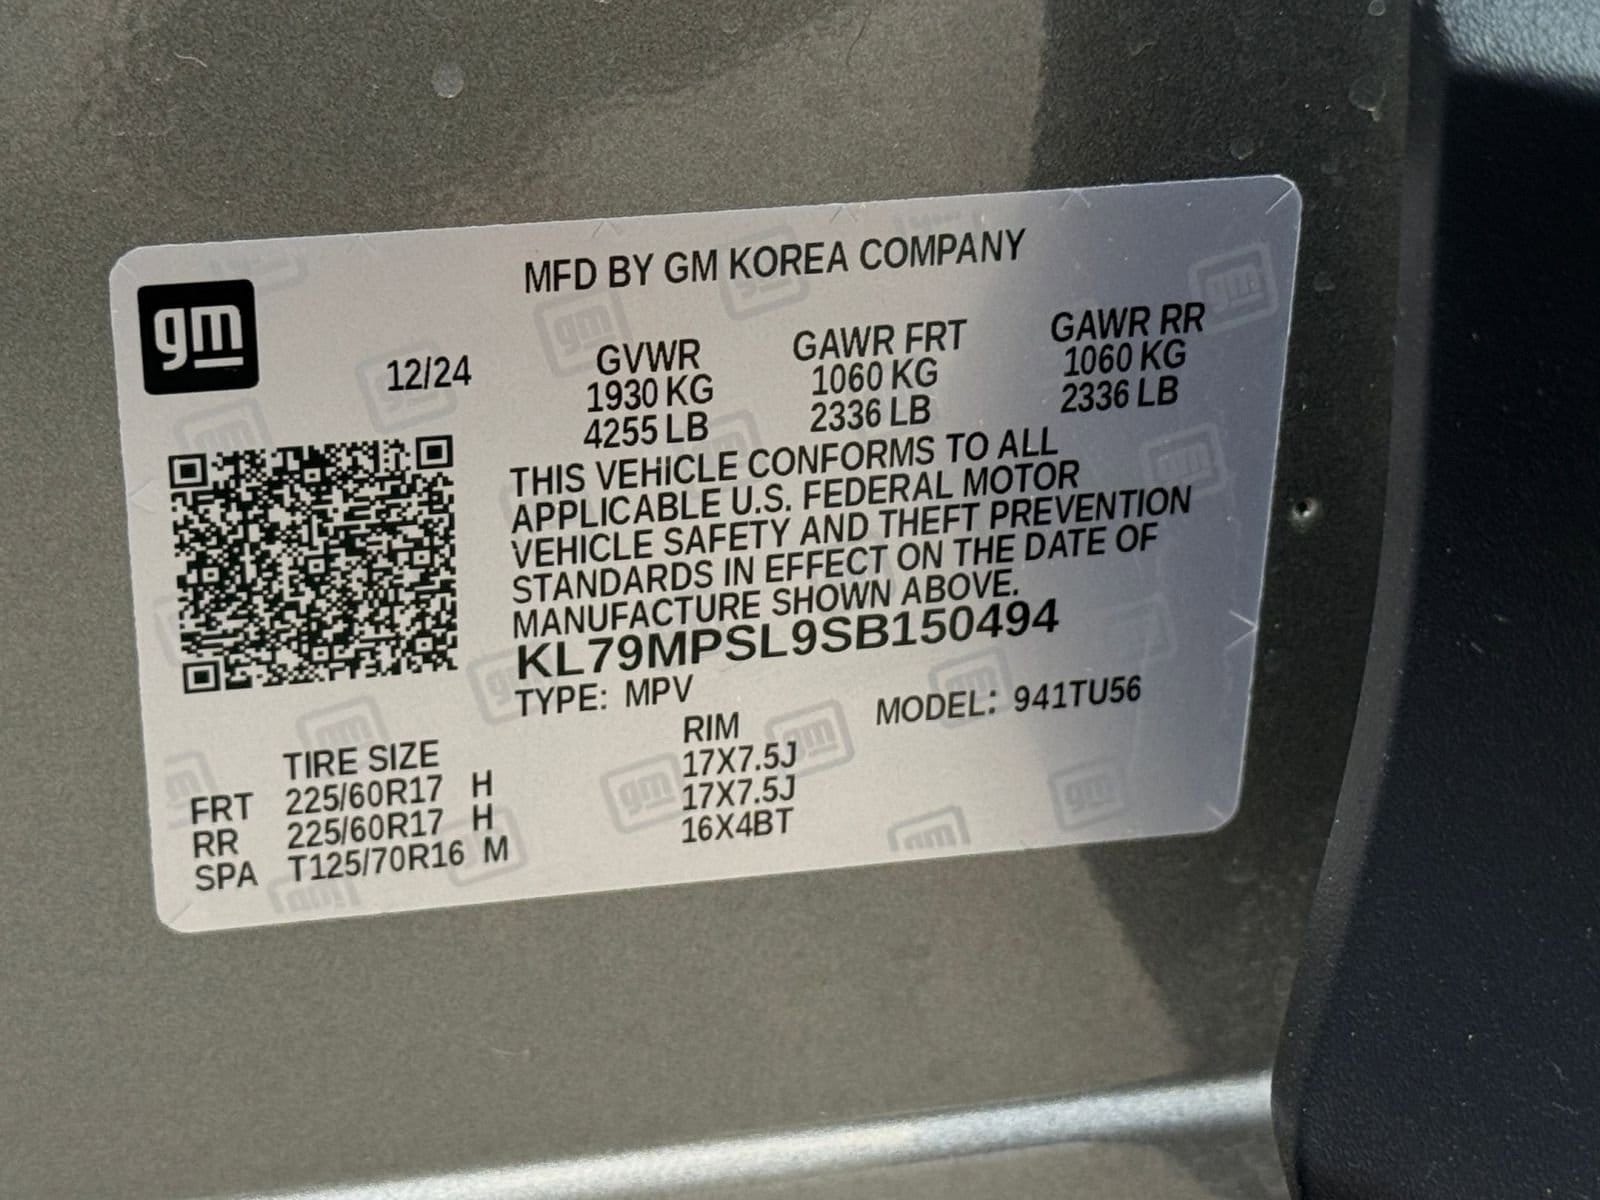 gm
MFD BY GM KOREA COMPANY
12/24
GVWR GAWR FRT GAWR RR
1930 KG 1060 KG 1060 KG
4255 LB 2336 LB 2336 LB
THIS VEHICLE CONFORMS TO ALL
APPLICABLE U.S. FEDERAL MOTOR
VEHICLE SAFETY AND THEFT PREVENTION
STANDARDS IN EFFECT ON THE DATE OF
MANUFACTURE SHOWN ABOVE.
KL79MPSL9SB150494
TYPE: MPV MODEL: 941TU56
TIRE SIZE RIM
FRT 225/60R17 H 17X7.5J
RR 225/60R17 H 17X7.5J
SPA T125/70R16 M 16X4BT